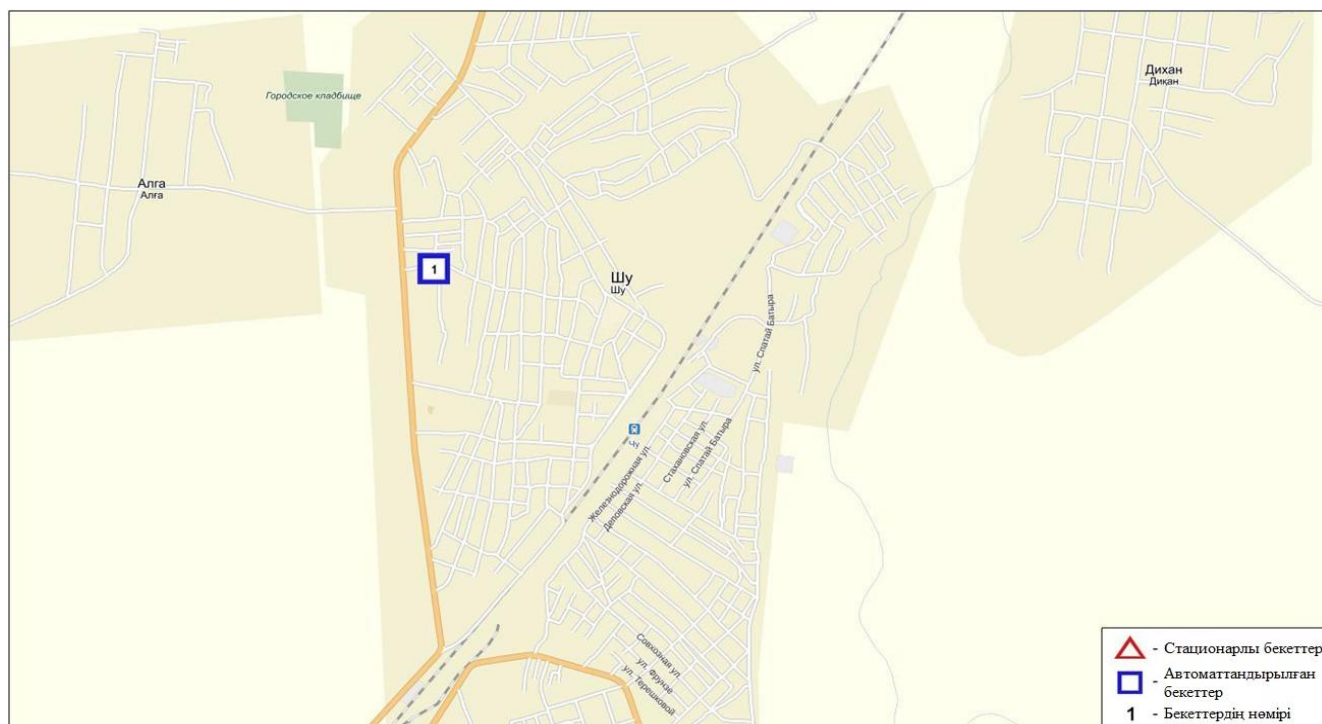 Дихан
Диқан
Городское кладбище
Алга
Алға
1
Шу
Шу
ул. Спатай Батыра
Чу
Железнодорожная ул.
Деповская ул.
Стахановская ул.
ул. Спатай Батыра
Совхозная ул.
ул. Фрунзе
ул. Терешковой
- Стационарлы бекеттер
- Автоматтандырылған
бекеттер
1 - Бекеттердің нөмірі